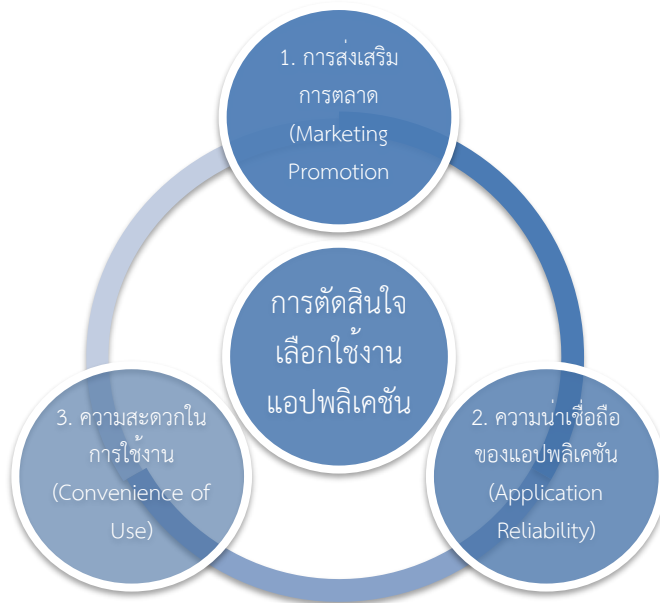 1. การส่งเสริม
การตลาด
(Marketing
Promotion
การตัดสินใจ
เลือกใช้งาน
แอปพลิเคชัน
3. ความสะดวกใน
การใช้งาน
(Convenience of
Use)
2. ความน่าเชื่อถือ
ของแอปพลิเคชัน
(Application
Reliability)